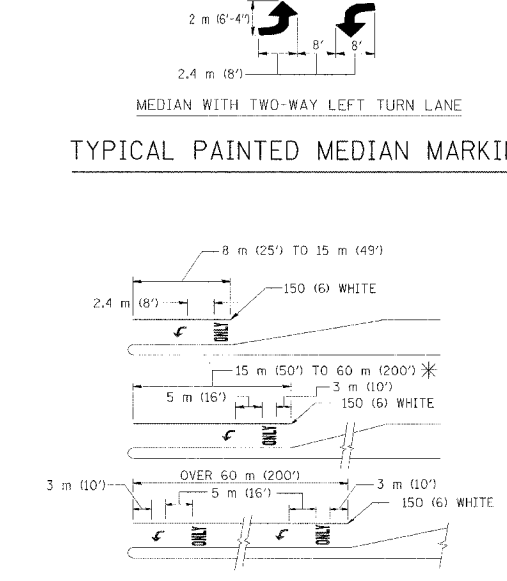 2 m (6'-4")
8' 8'
2.4 m (8')
MEDIAN WITH TWO-WAY LEFT TURN LANE
TYPICAL PAINTED MEDIAN MARKI
8 m (25') TO 15 m (49')
150 (6) WHITE
2.4 m (8')
ONLY
15 m (50') TO 60 m (200') *
5 m (16') 3 m (10')
150 (6) WHITE
ONLY
OVER 60 m (200')
3 m (10') 5 m (16') 3 m (10')
150 (6) WHITE
ONLY ONLY